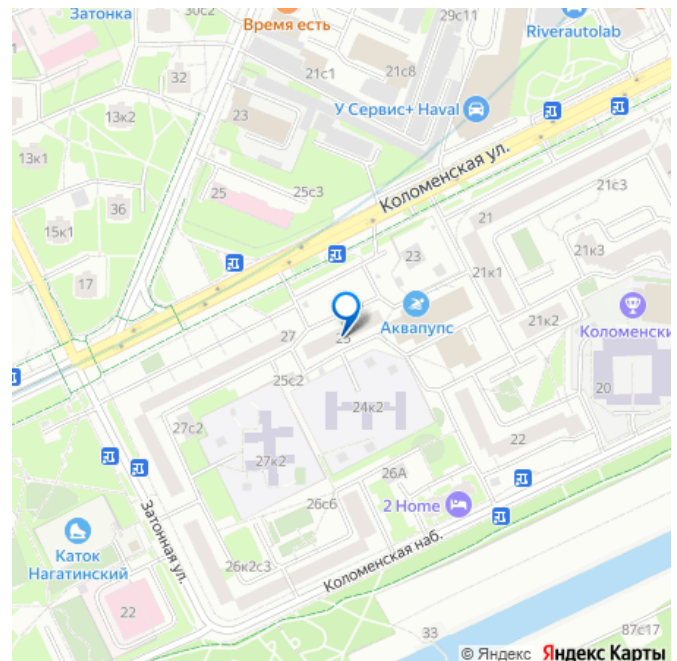 Время есть
29с11
Затонка
30с2
Riverautolab
32
21с1
21с8
13к2
23
У Сервис+ Haval
13к1
Коломенская ул.
25
25с3
21с3
36
15к1
21
23
21к3
17
21к1
Аквапупс
27
25
21к2
Коломенски
25с2
20
24к2
27с2
22
27к2
26А
26с6
2 Home
Затонная ул.
Каток
Нагатинский
Коломенская наб.
26к2с3
22
33
87с17
© Яндекс Яндекс Карты